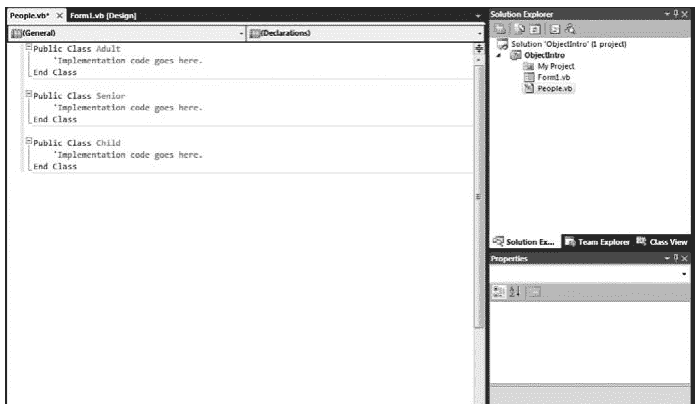 People.vb* × Form1.vb [Design]
(General) (Declarations)
Public Class Adult
'Implementation code goes here.
End Class
Public Class Senior
'Implementation code goes here.
End Class
Public Class Child
'Implementation code goes here.
End Class
Solution Explorer
Solution 'ObjectIntro' (1 project)
ObjectIntro
My Project
Form1.vb
People.vb
Solution Ex... Team Explorer Class View
Properties